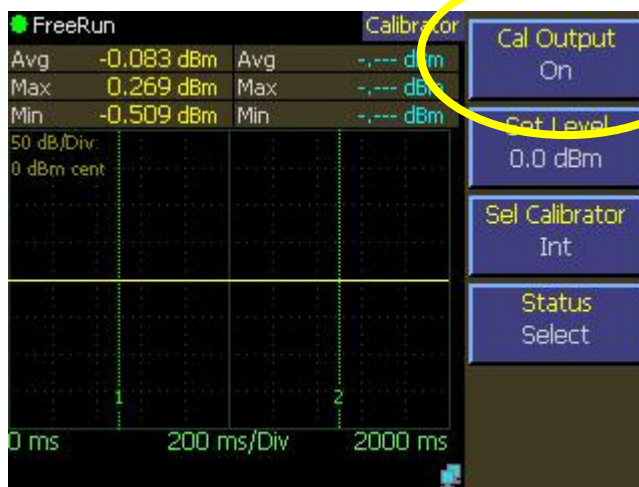 FreeRun Calibrator
Avg -0.083 dBm Avg -.--- dBm
Max 0.269 dBm Max -.--- dBm
Min -0.509 dBm Min -.--- dBm
50 dB/Div
0 dBm cent
1 2
0 ms 200 ms/Div 2000 ms
Cal Output
On
Set Level
0.0 dBm
Sel Calibrator
Int
Status
Select